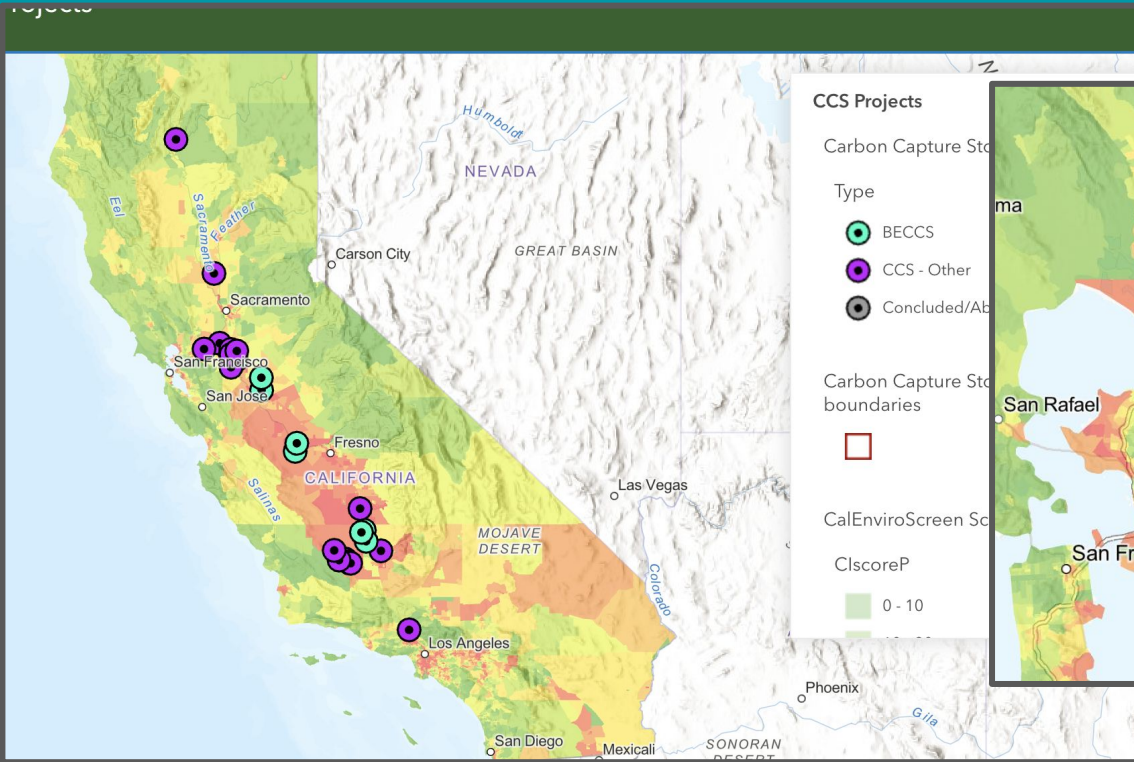 rojects
Humboldt
NEVADA
Eel
Sacramento
Feather
Carson City
GREAT BASIN
Sacramento
San Francisco
San Jose
Fresno
CALIFORNIA
Salinas
Las Vegas
MOJAVE
DESERT
Colorado
Los Angeles
Phoenix
Gila
San Diego
Mexicali
SONORAN
DESERT
CCS Projects
Carbon Capture Sto
Type
BECCS
CCS - Other
Concluded/Ab
Carbon Capture Sto
boundaries
CalEnviroScreen Sc
CIscoreP
0 - 10
ma
San Rafael
San Fr